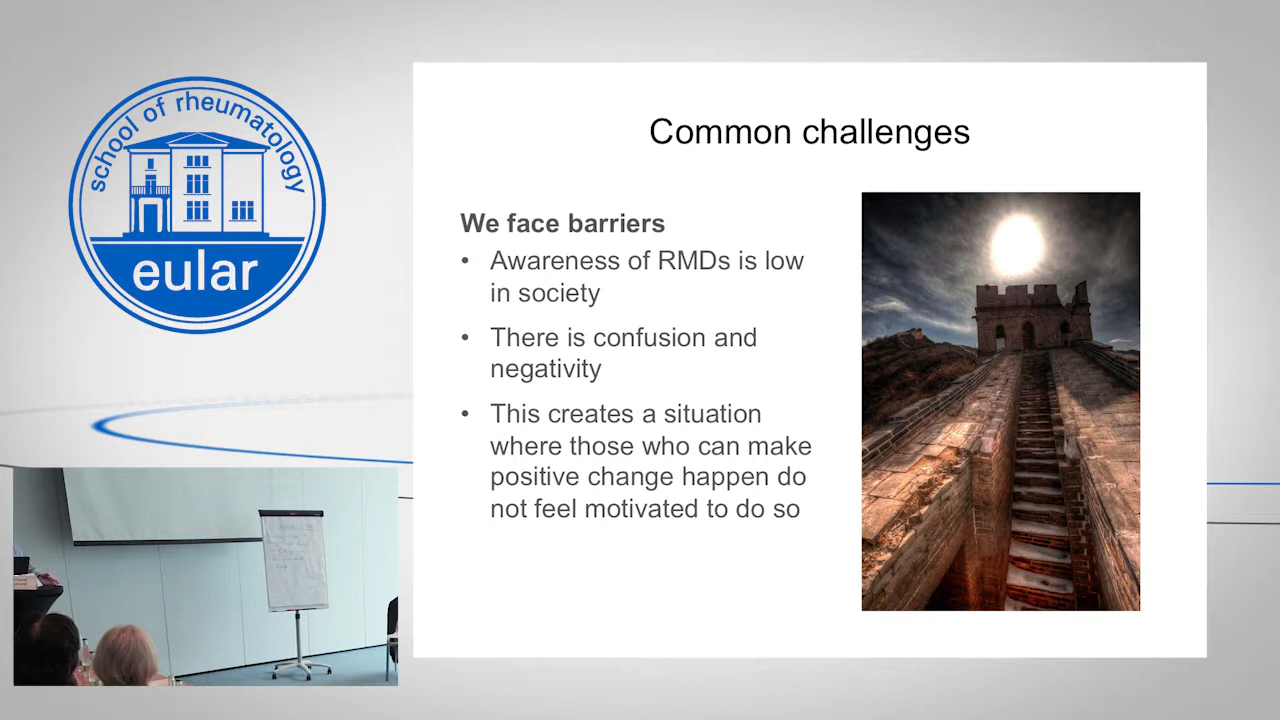 school of rheumatology
eular
Common challenges
We face barriers
• Awareness of RMDs is low
in society
• There is confusion and
negativity
• This creates a situation
where those who can make
positive change happen do
not feel motivated to do so